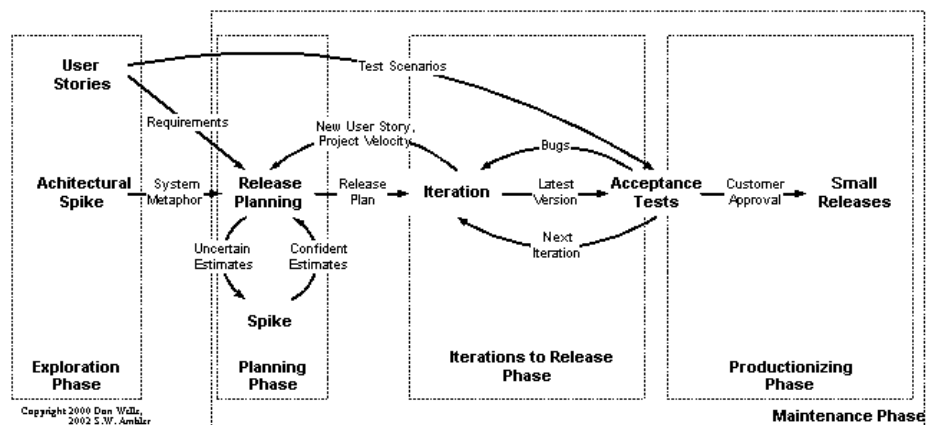 User
Stories
Test Scenarios
Requirements
New User Story,
Project Velocity
Bugs
Achitectural
Spike
System
Metaphor
Release
Planning
Release
Plan
Iteration
Latest
Version
Acceptance
Tests
Customer
Approval
Small
Releases
Uncertain
Estimates
Confident
Estimates
Next
Iteration
Spike
Exploration
Phase
Planning
Phase
Iterations to Release
Phase
Productionizing
Phase
Copyright 2000 Don Wells,
2002 S.W. Ambler
Maintenance Phase